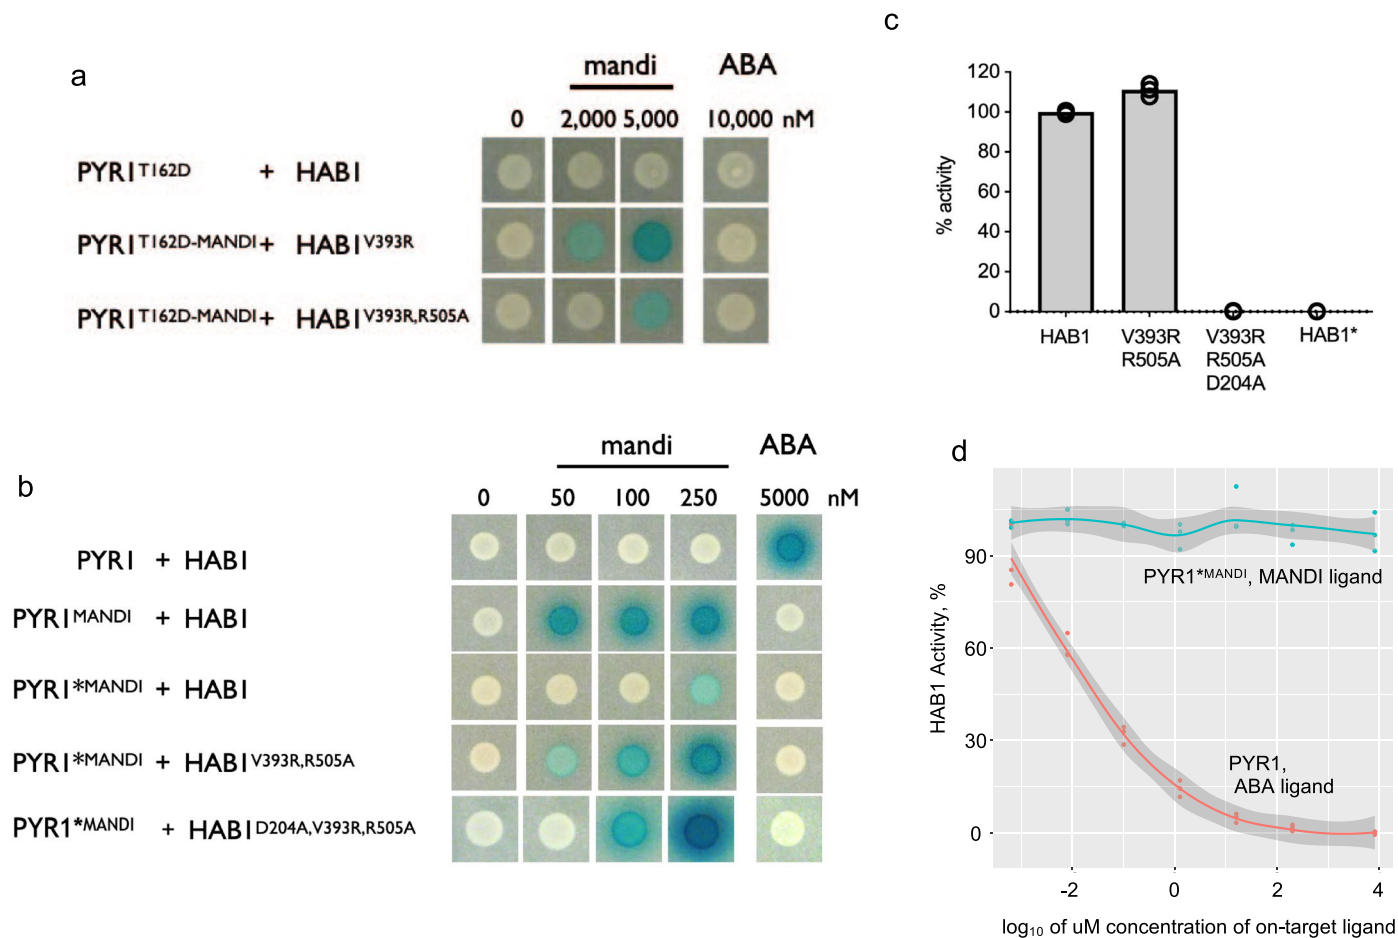 a
mandi ABA
0 2,000 5,000 10,000 nM
PYR1T162D + HAB1
PYR1T162D-MANDI + HAB1V393R
PYR1T162D-MANDI + HAB1V393R,R505A
b
mandi ABA
0 50 100 250 5000 nM
PYR1 + HAB1
PYR1MANDI + HAB1
PYR1*MANDI + HAB1
PYR1*MANDI + HAB1V393R,R505A
PYR1*MANDI + HAB1D204A,V393R,R505A
c
% activity
120
100
80
60
40
20
0
HAB1 V393R V393R HAB1*
R505A R505A
D204A
d
HAB1 Activity, %
90
60
30
0
PYR1*MANDI, MANDI ligand
PYR1,
ABA ligand
-2 0 2 4
log10 of uM concentration of on-target ligand